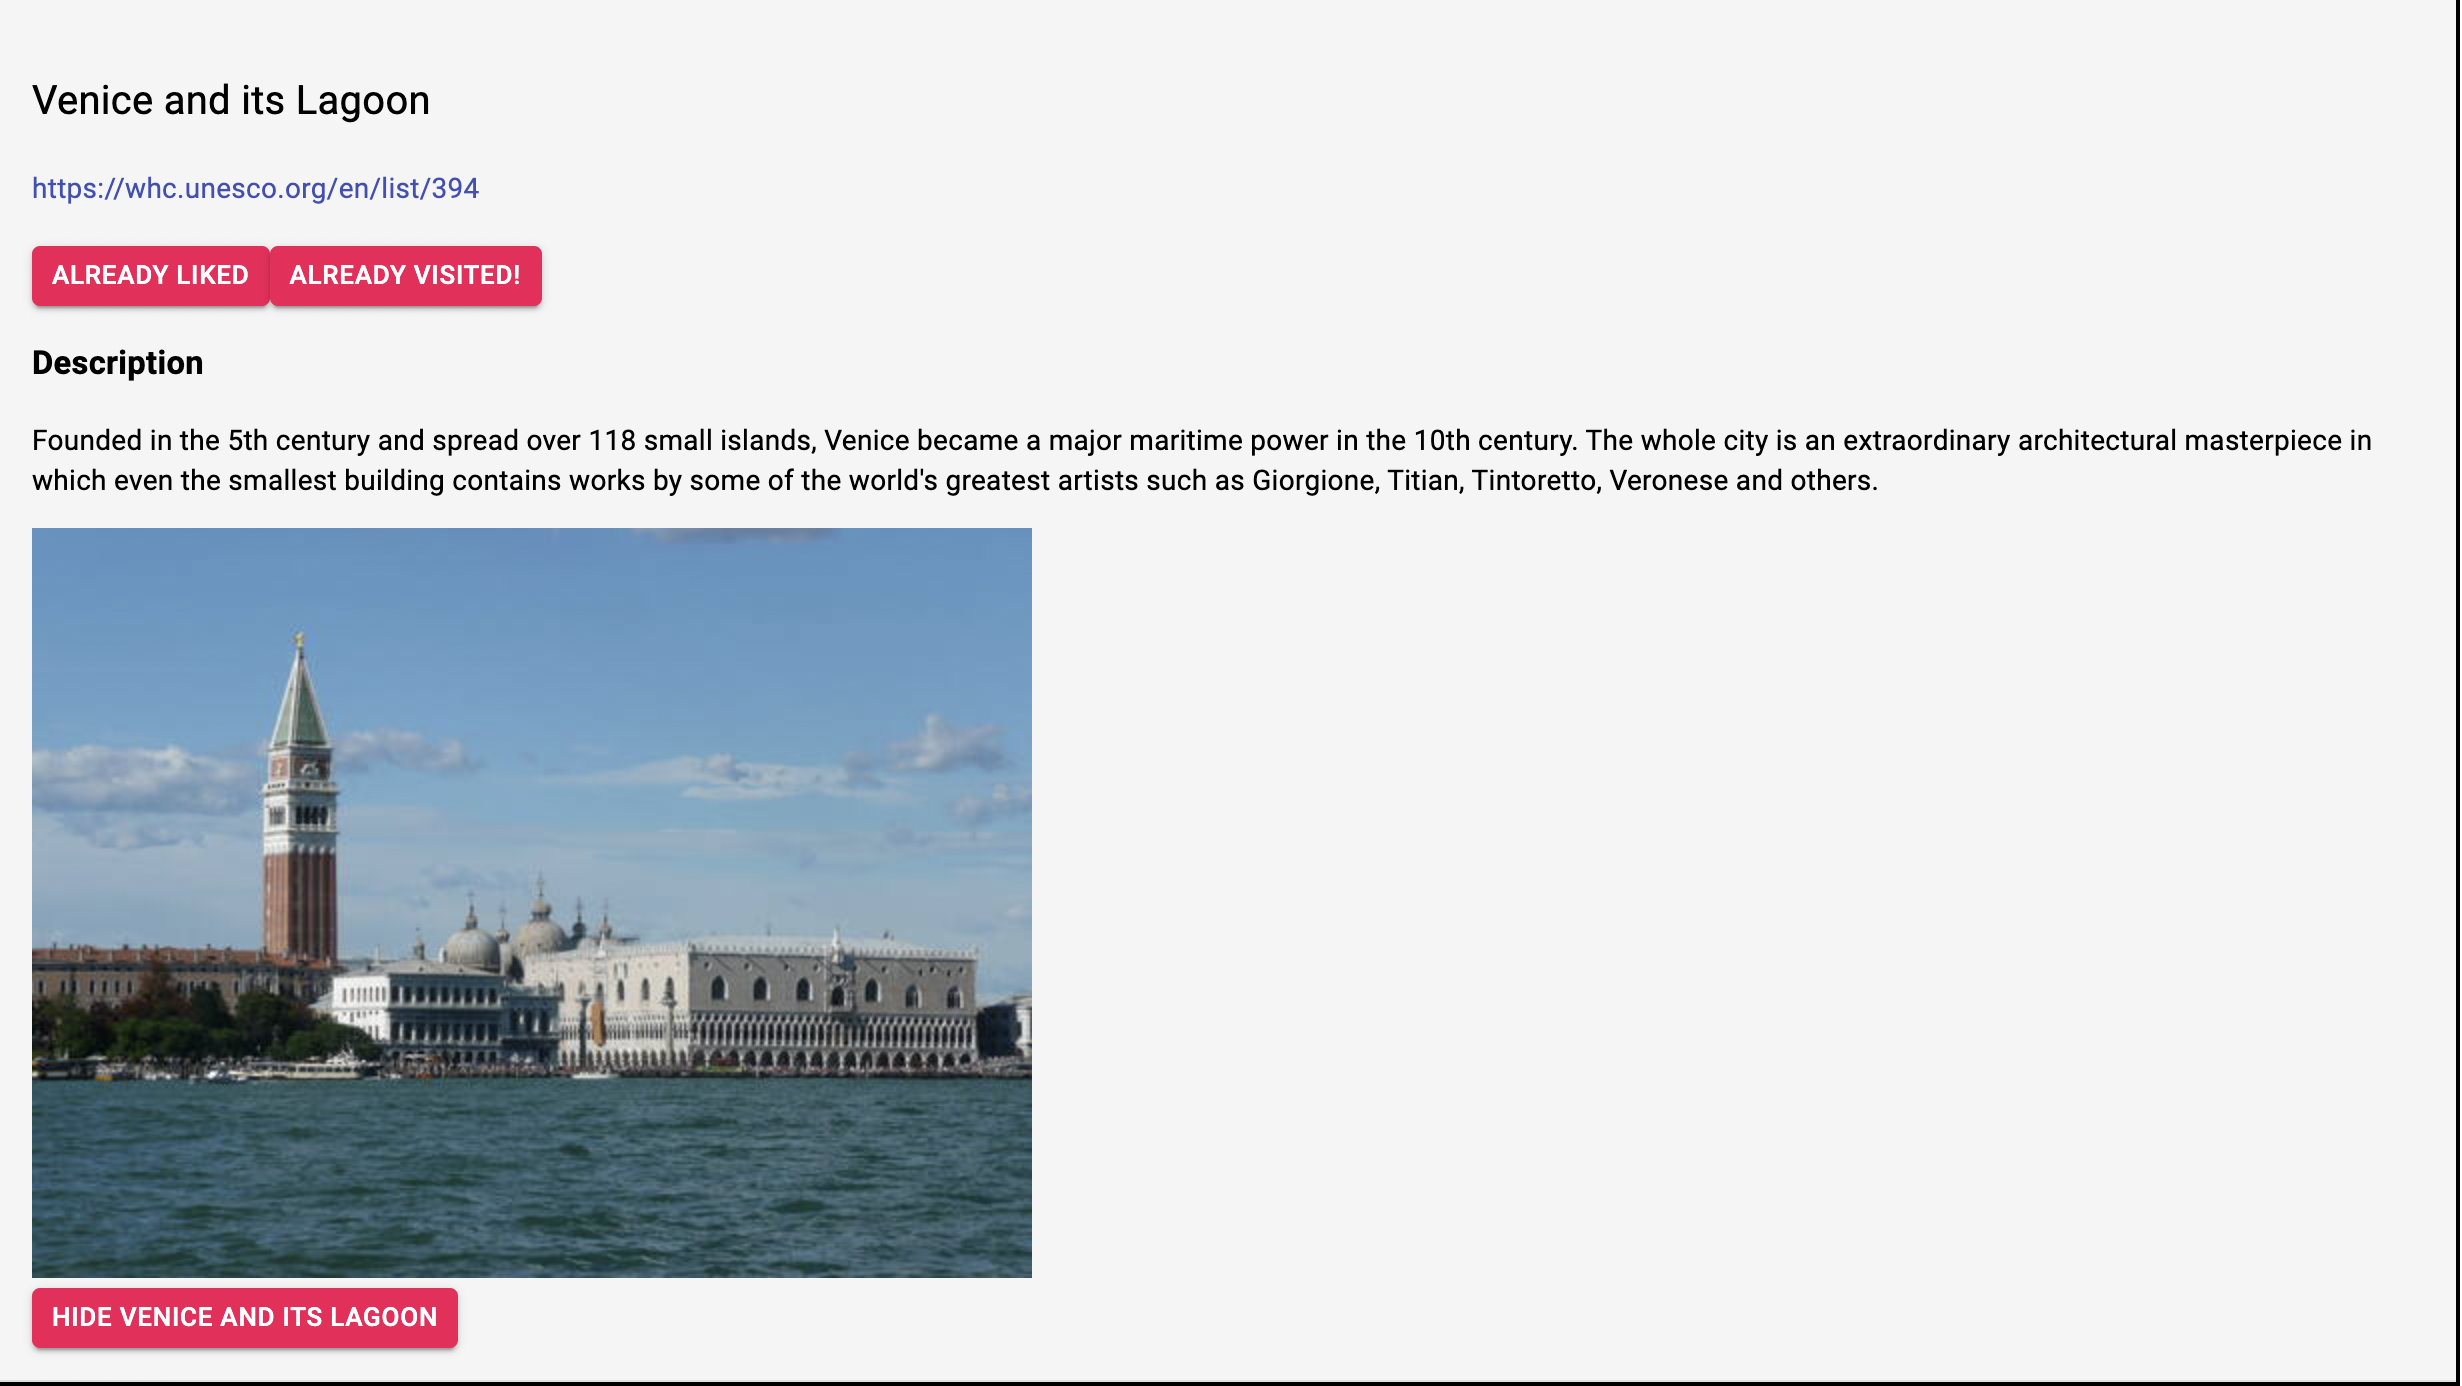 Venice and its Lagoon
https://whc.unesco.org/en/list/394
ALREADY LIKED ALREADY VISITED!
Description
Founded in the 5th century and spread over 118 small islands, Venice became a major maritime power in the 10th century. The whole city is an extraordinary architectural masterpiece in
which even the smallest building contains works by some of the world's greatest artists such as Giorgione, Titian, Tintoretto, Veronese and others.
HIDE VENICE AND ITS LAGOON